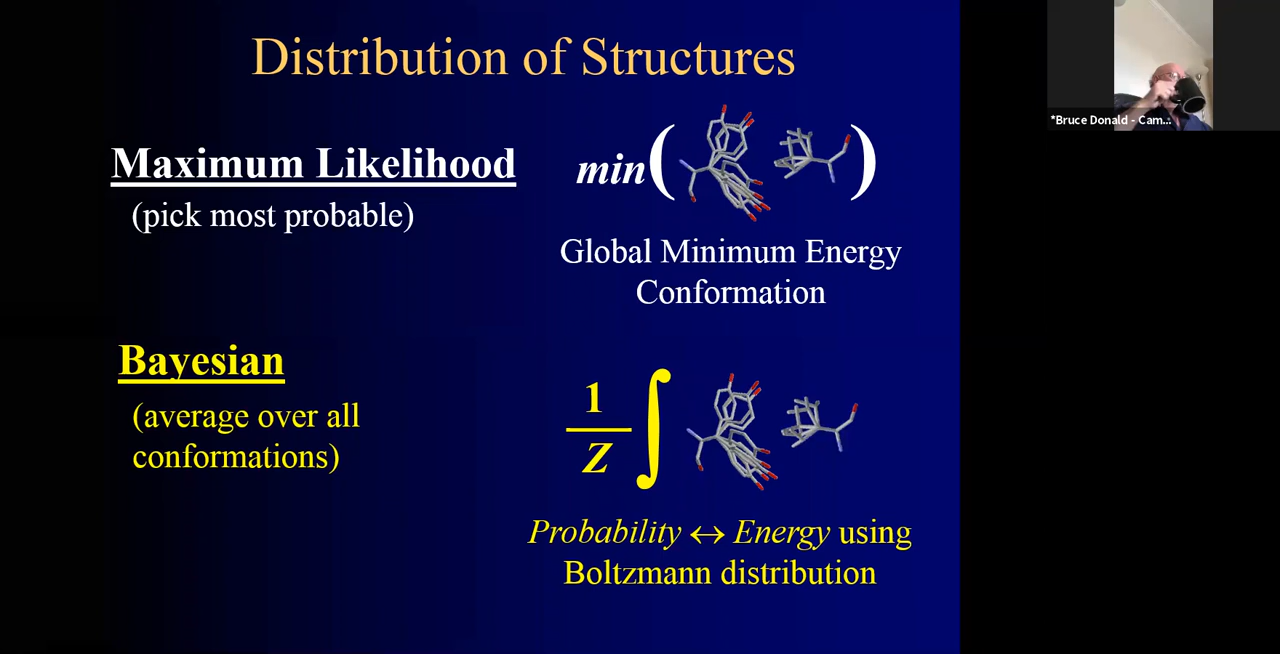 Distribution of Structures
Maximum Likelihood
(pick most probable)
min( )
Global Minimum Energy
Conformation
Bayesian
(average over all
conformations)
1
Z
∫
Probability ↔ Energy using
Boltzmann distribution
*Bruce Donald - Cam...